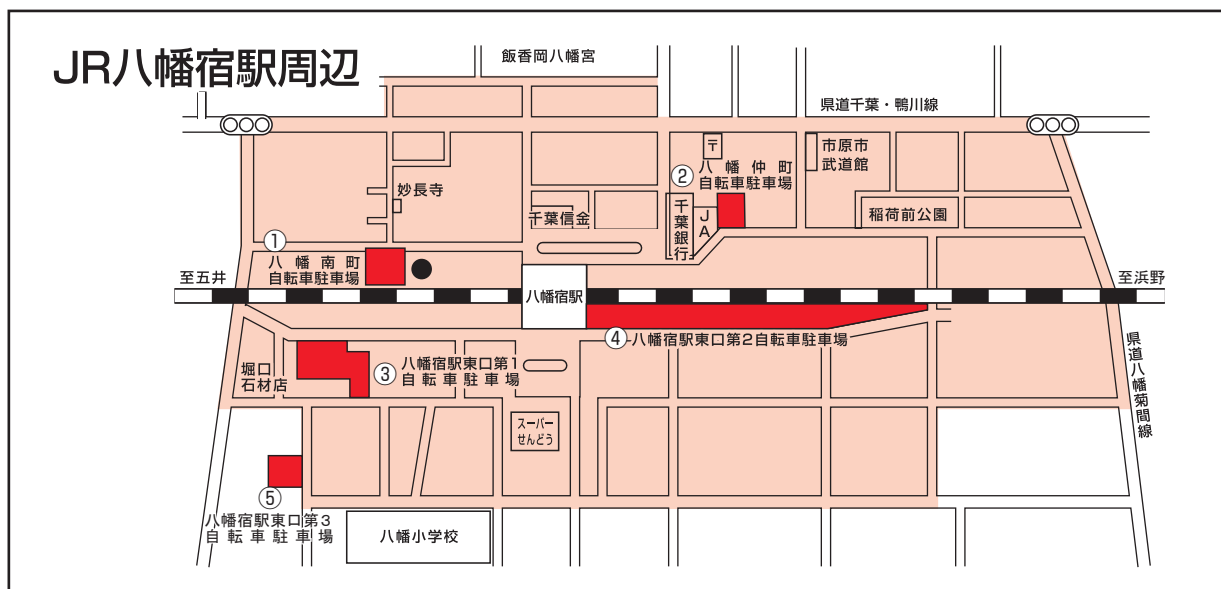 JR八幡宿駅周辺
飯香岡八幡宮
県道千葉・鴨川線
〒
市原市
武道館
②
八幡仲町
自転車駐車場
妙長寺
千葉信金
千葉銀行
JA
稲荷前公園
①
八幡南町
自転車駐車場
至五井
八幡宿駅
至浜野
④
八幡宿駅東口第2自転車駐車場
堀口
石材店
③
八幡宿駅東口第1
自転車駐車場
県道八幡菊間線
スーパー
せんどう
⑤
八幡宿駅東口第3
自転車駐車場
八幡小学校